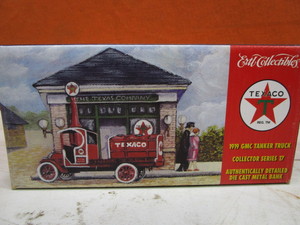 Ertl Collectibles
THE TEXAS COMPANY
TEXACO
T
TEXACO
1919 GMC TANKER TRUCK
COLLECTOR SERIES 17
AUTHENTICALLY DETAILED
DIE CAST METAL BANK